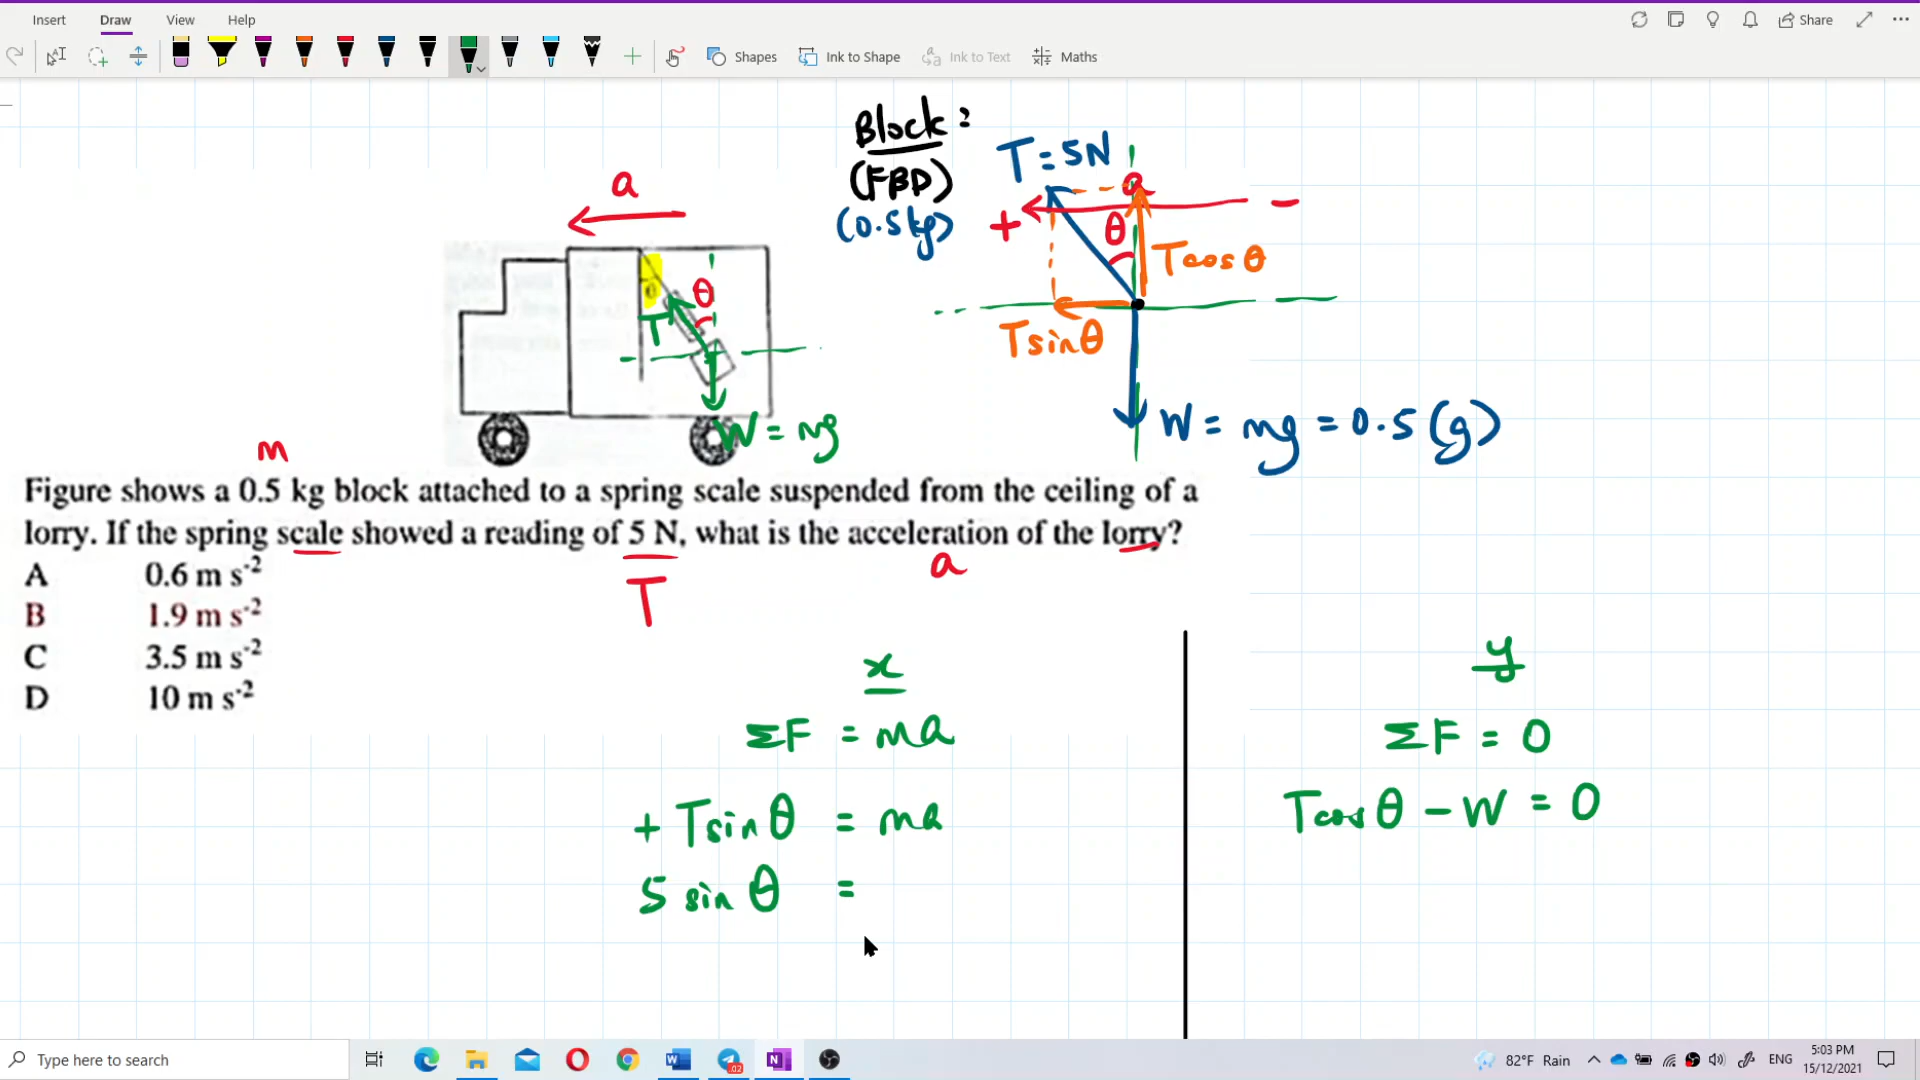 Insert Draw View Help
Share
Shapes Ink to Shape Ink to Text Maths
Block:
(FBD)
(0.5kg)
T = 5N
a
+ −
θ
Tcos θ
Tsinθ
W = mg = 0.5 (g)
a
θ
θ
T
W = mg
m
Figure shows a 0.5 kg block attached to a spring scale suspended from the ceiling of a
lorry. If the spring scale showed a reading of 5 N, what is the acceleration of the lorry?
T
a
A 0.6 m s⁻²
B 1.9 m s⁻²
C 3.5 m s⁻²
D 10 m s⁻²
x
ΣF = ma
+ Tsinθ = ma
5 sin θ =
y
ΣF = 0
Tcosθ − W = 0
Type here to search
.02
82°F Rain
ENG
5:03 PM
15/12/2021